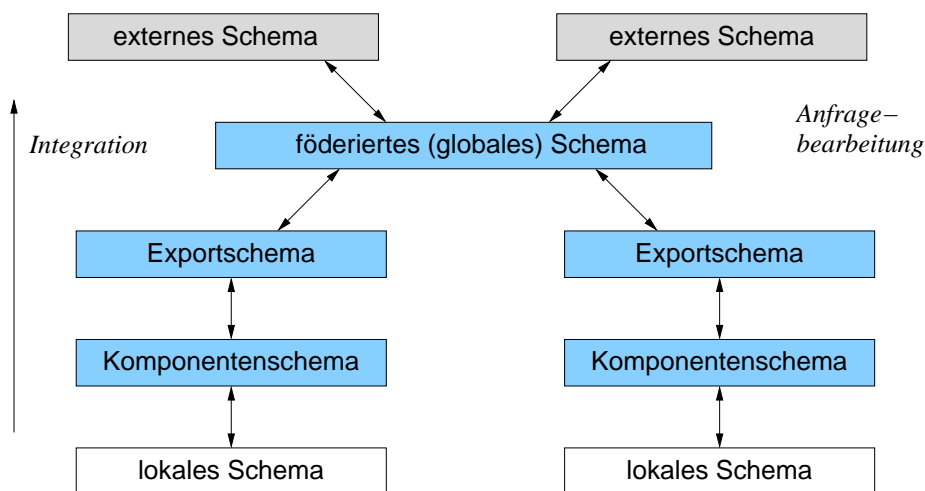 externes Schema
externes Schema
Integration
föderiertes (globales) Schema
Anfrage–
bearbeitung
Exportschema
Exportschema
Komponentenschema
Komponentenschema
lokales Schema
lokales Schema